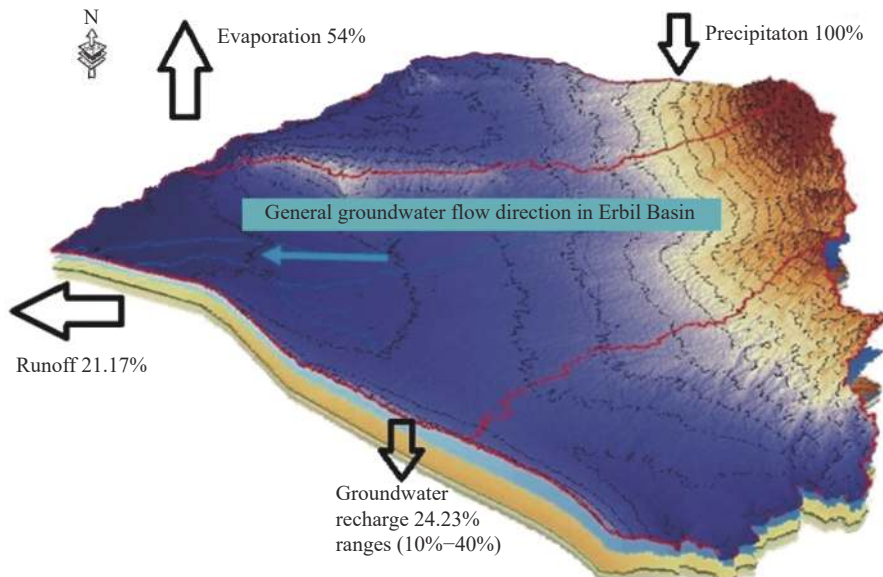 N
Evaporation 54%
Precipitaton 100%
General groundwater flow direction in Erbil Basin
Runoff 21.17%
Groundwater
recharge 24.23%
ranges (10%−40%)